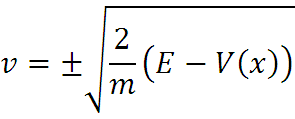 v = ±√(2/m (E − V(x)))